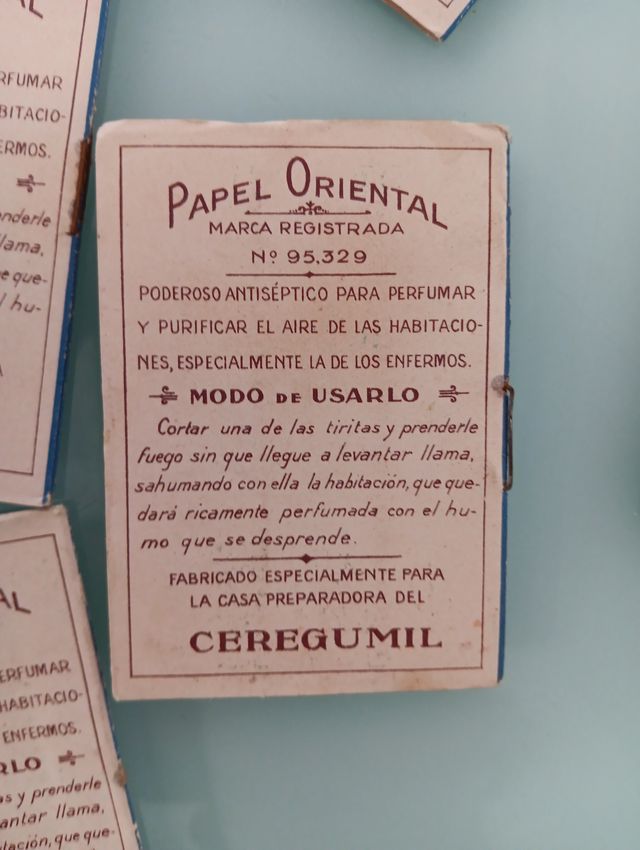 PAPEL ORIENTAL
MARCA REGISTRADA
Nº 95.329
PODEROSO ANTISÉPTICO PARA PERFUMAR
Y PURIFICAR EL AIRE DE LAS HABITACIO-
NES, ESPECIALMENTE LA DE LOS ENFERMOS.
MODO DE USARLO
Cortar una de las tiritas y prenderle
fuego sin que llegue a levantar llama,
sahumando con ella la habitación, que que-
dará ricamente perfumada con el hu-
mo que se desprende.
FABRICADO ESPECIALMENTE PARA
LA CASA PREPARADORA DEL
CEREGUMIL